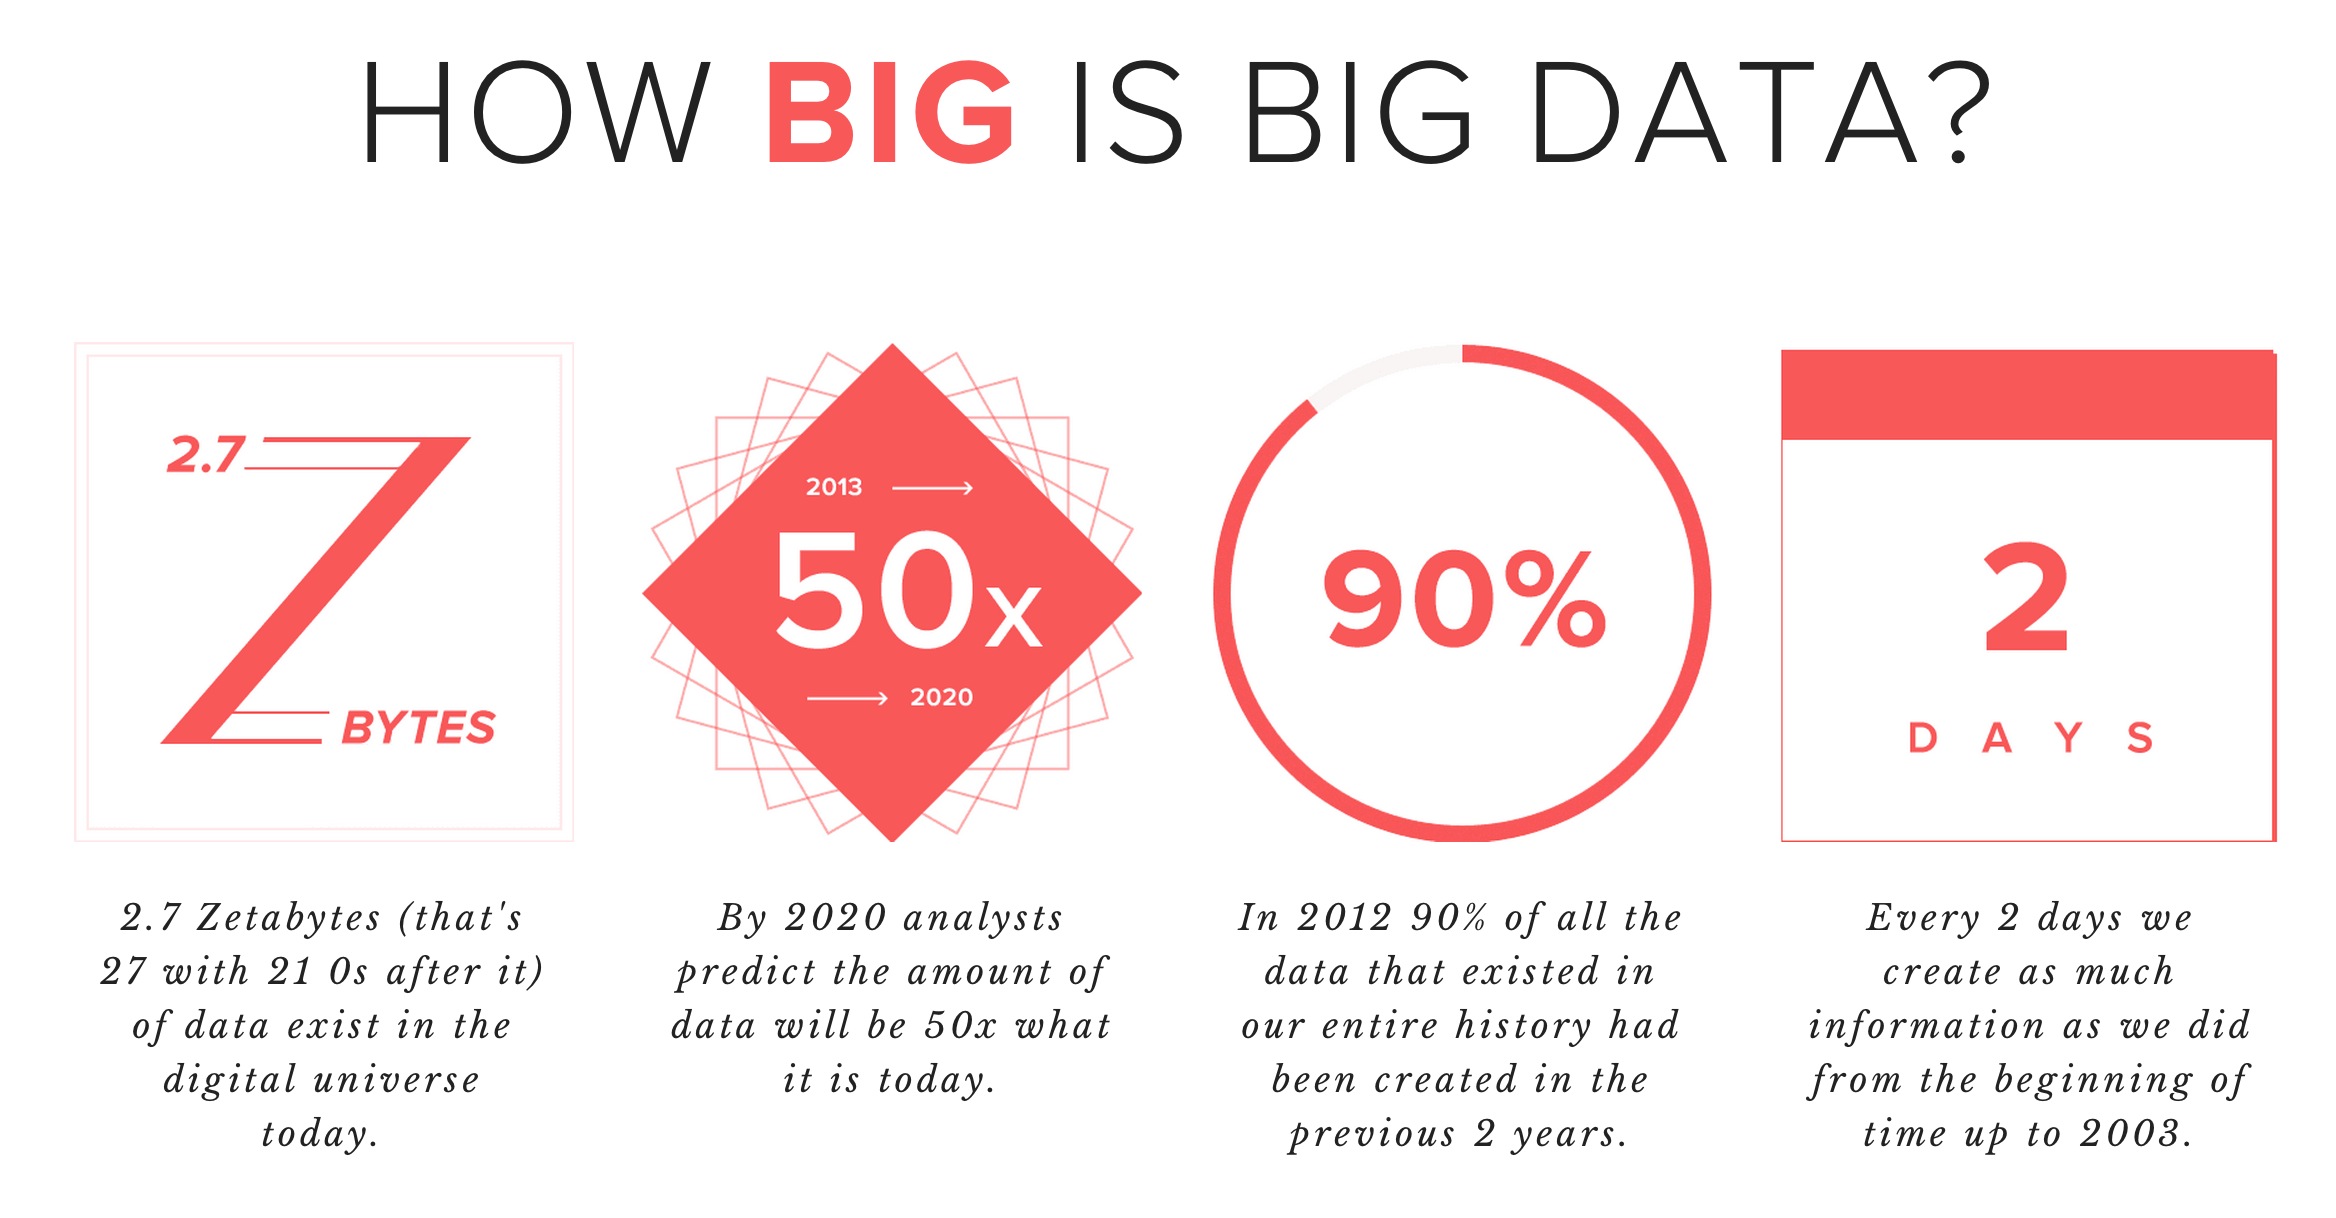 HOW BIG IS BIG DATA?
2.7
Z
BYTES
2013
50x
2020
90%
2
DAYS
2.7 Zetabytes (that's
27 with 21 0s after it)
of data exist in the
digital universe
today.
By 2020 analysts
predict the amount of
data will be 50x what
it is today.
In 2012 90% of all the
data that existed in
our entire history had
been created in the
previous 2 years.
Every 2 days we
create as much
information as we did
from the beginning of
time up to 2003.